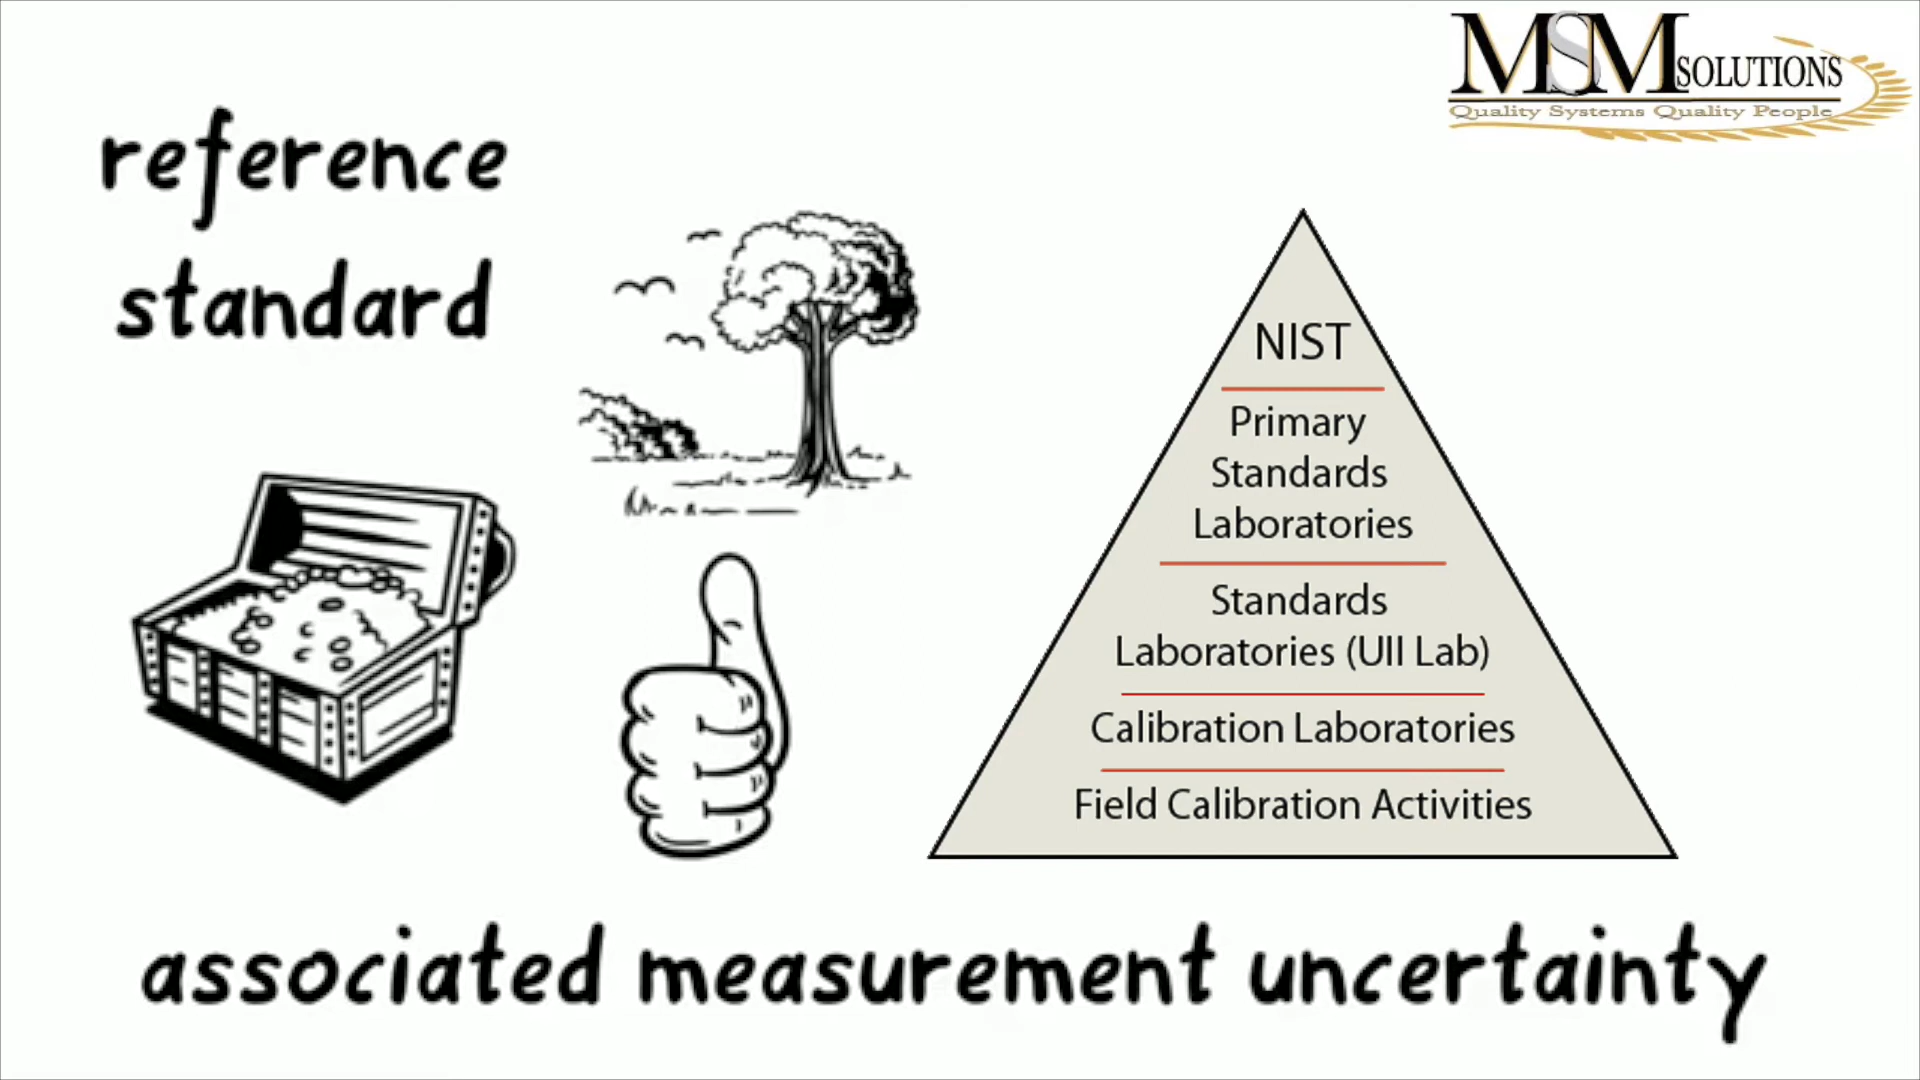 MSM SOLUTIONS
Quality Systems Quality People
reference
standard
NIST
Primary
Standards
Laboratories
Standards
Laboratories (UII Lab)
Calibration Laboratories
Field Calibration Activities
associated measurement uncertainty